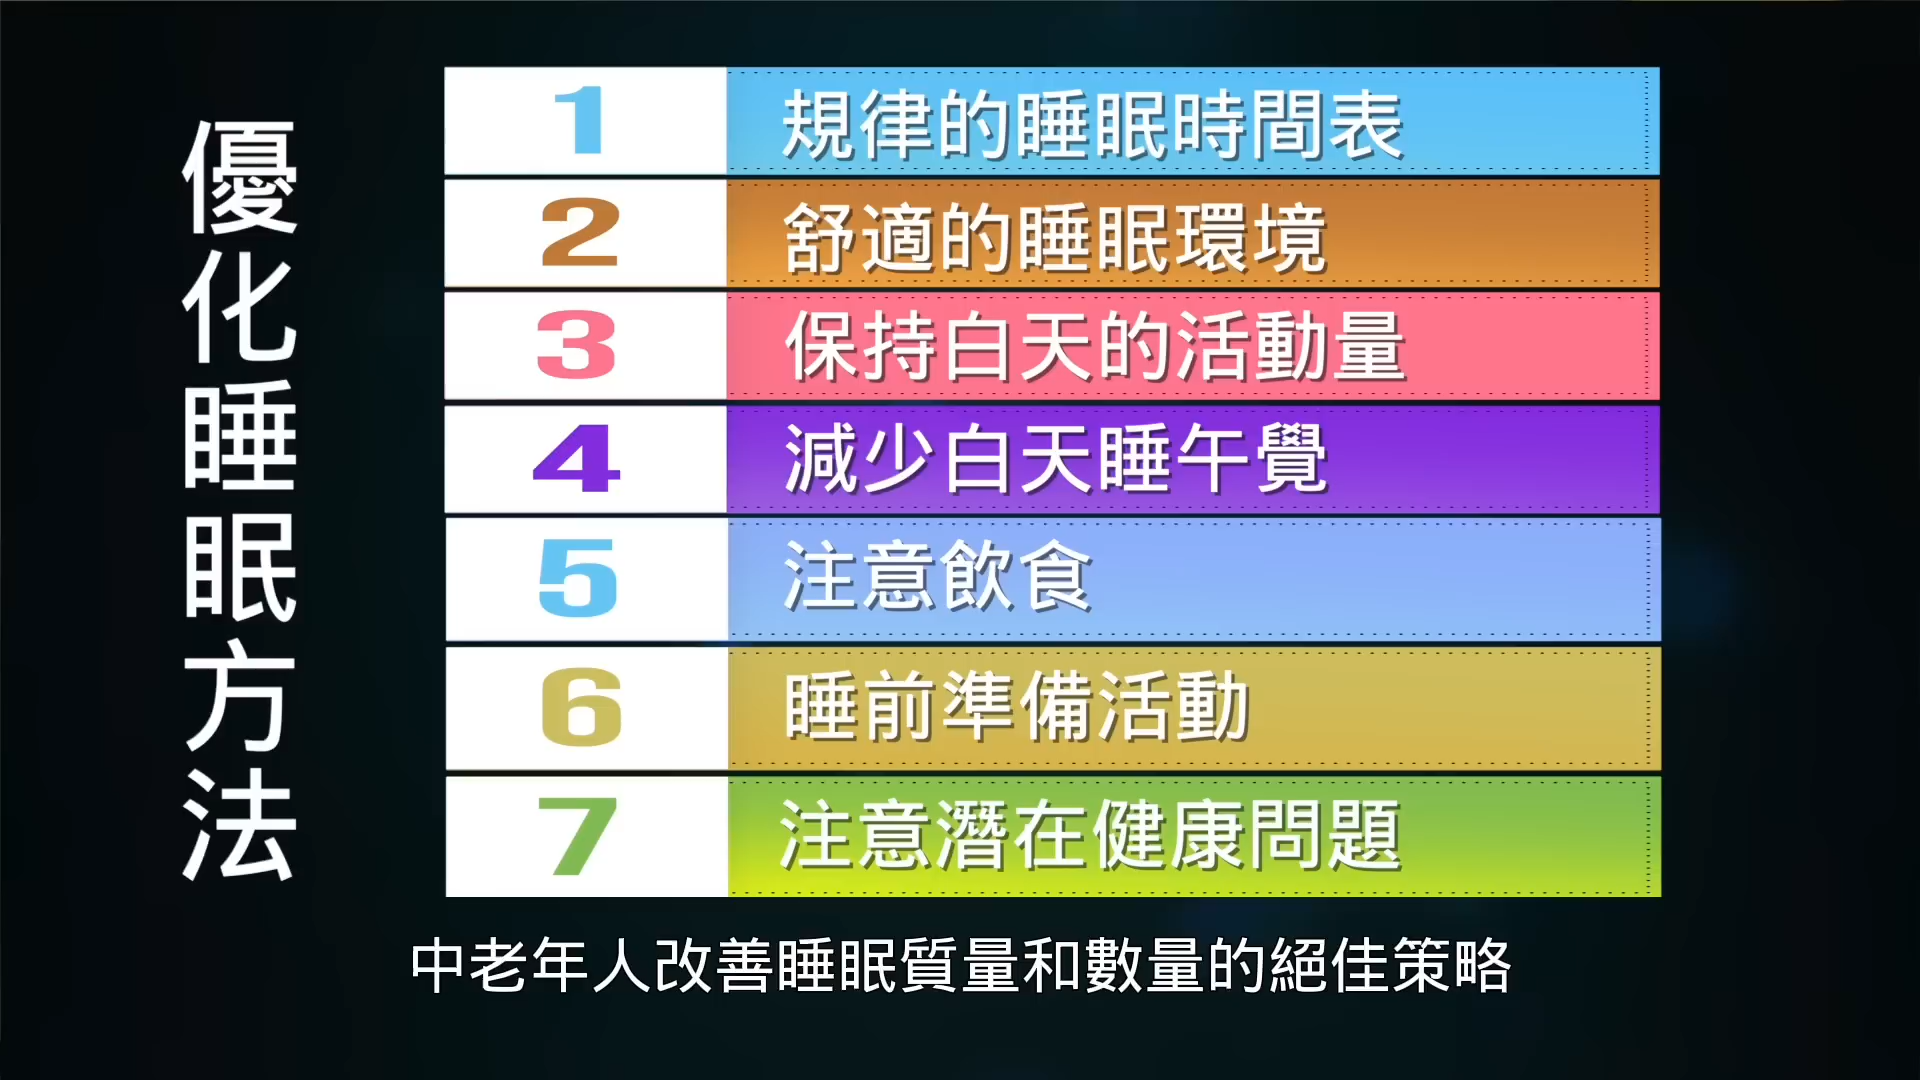 優化睡眠方法
1 規律的睡眠時間表
2 舒適的睡眠環境
3 保持白天的活動量
4 減少白天睡午覺
5 注意飲食
6 睡前準備活動
7 注意潛在健康問題
中老年人改善睡眠質量和數量的絕佳策略